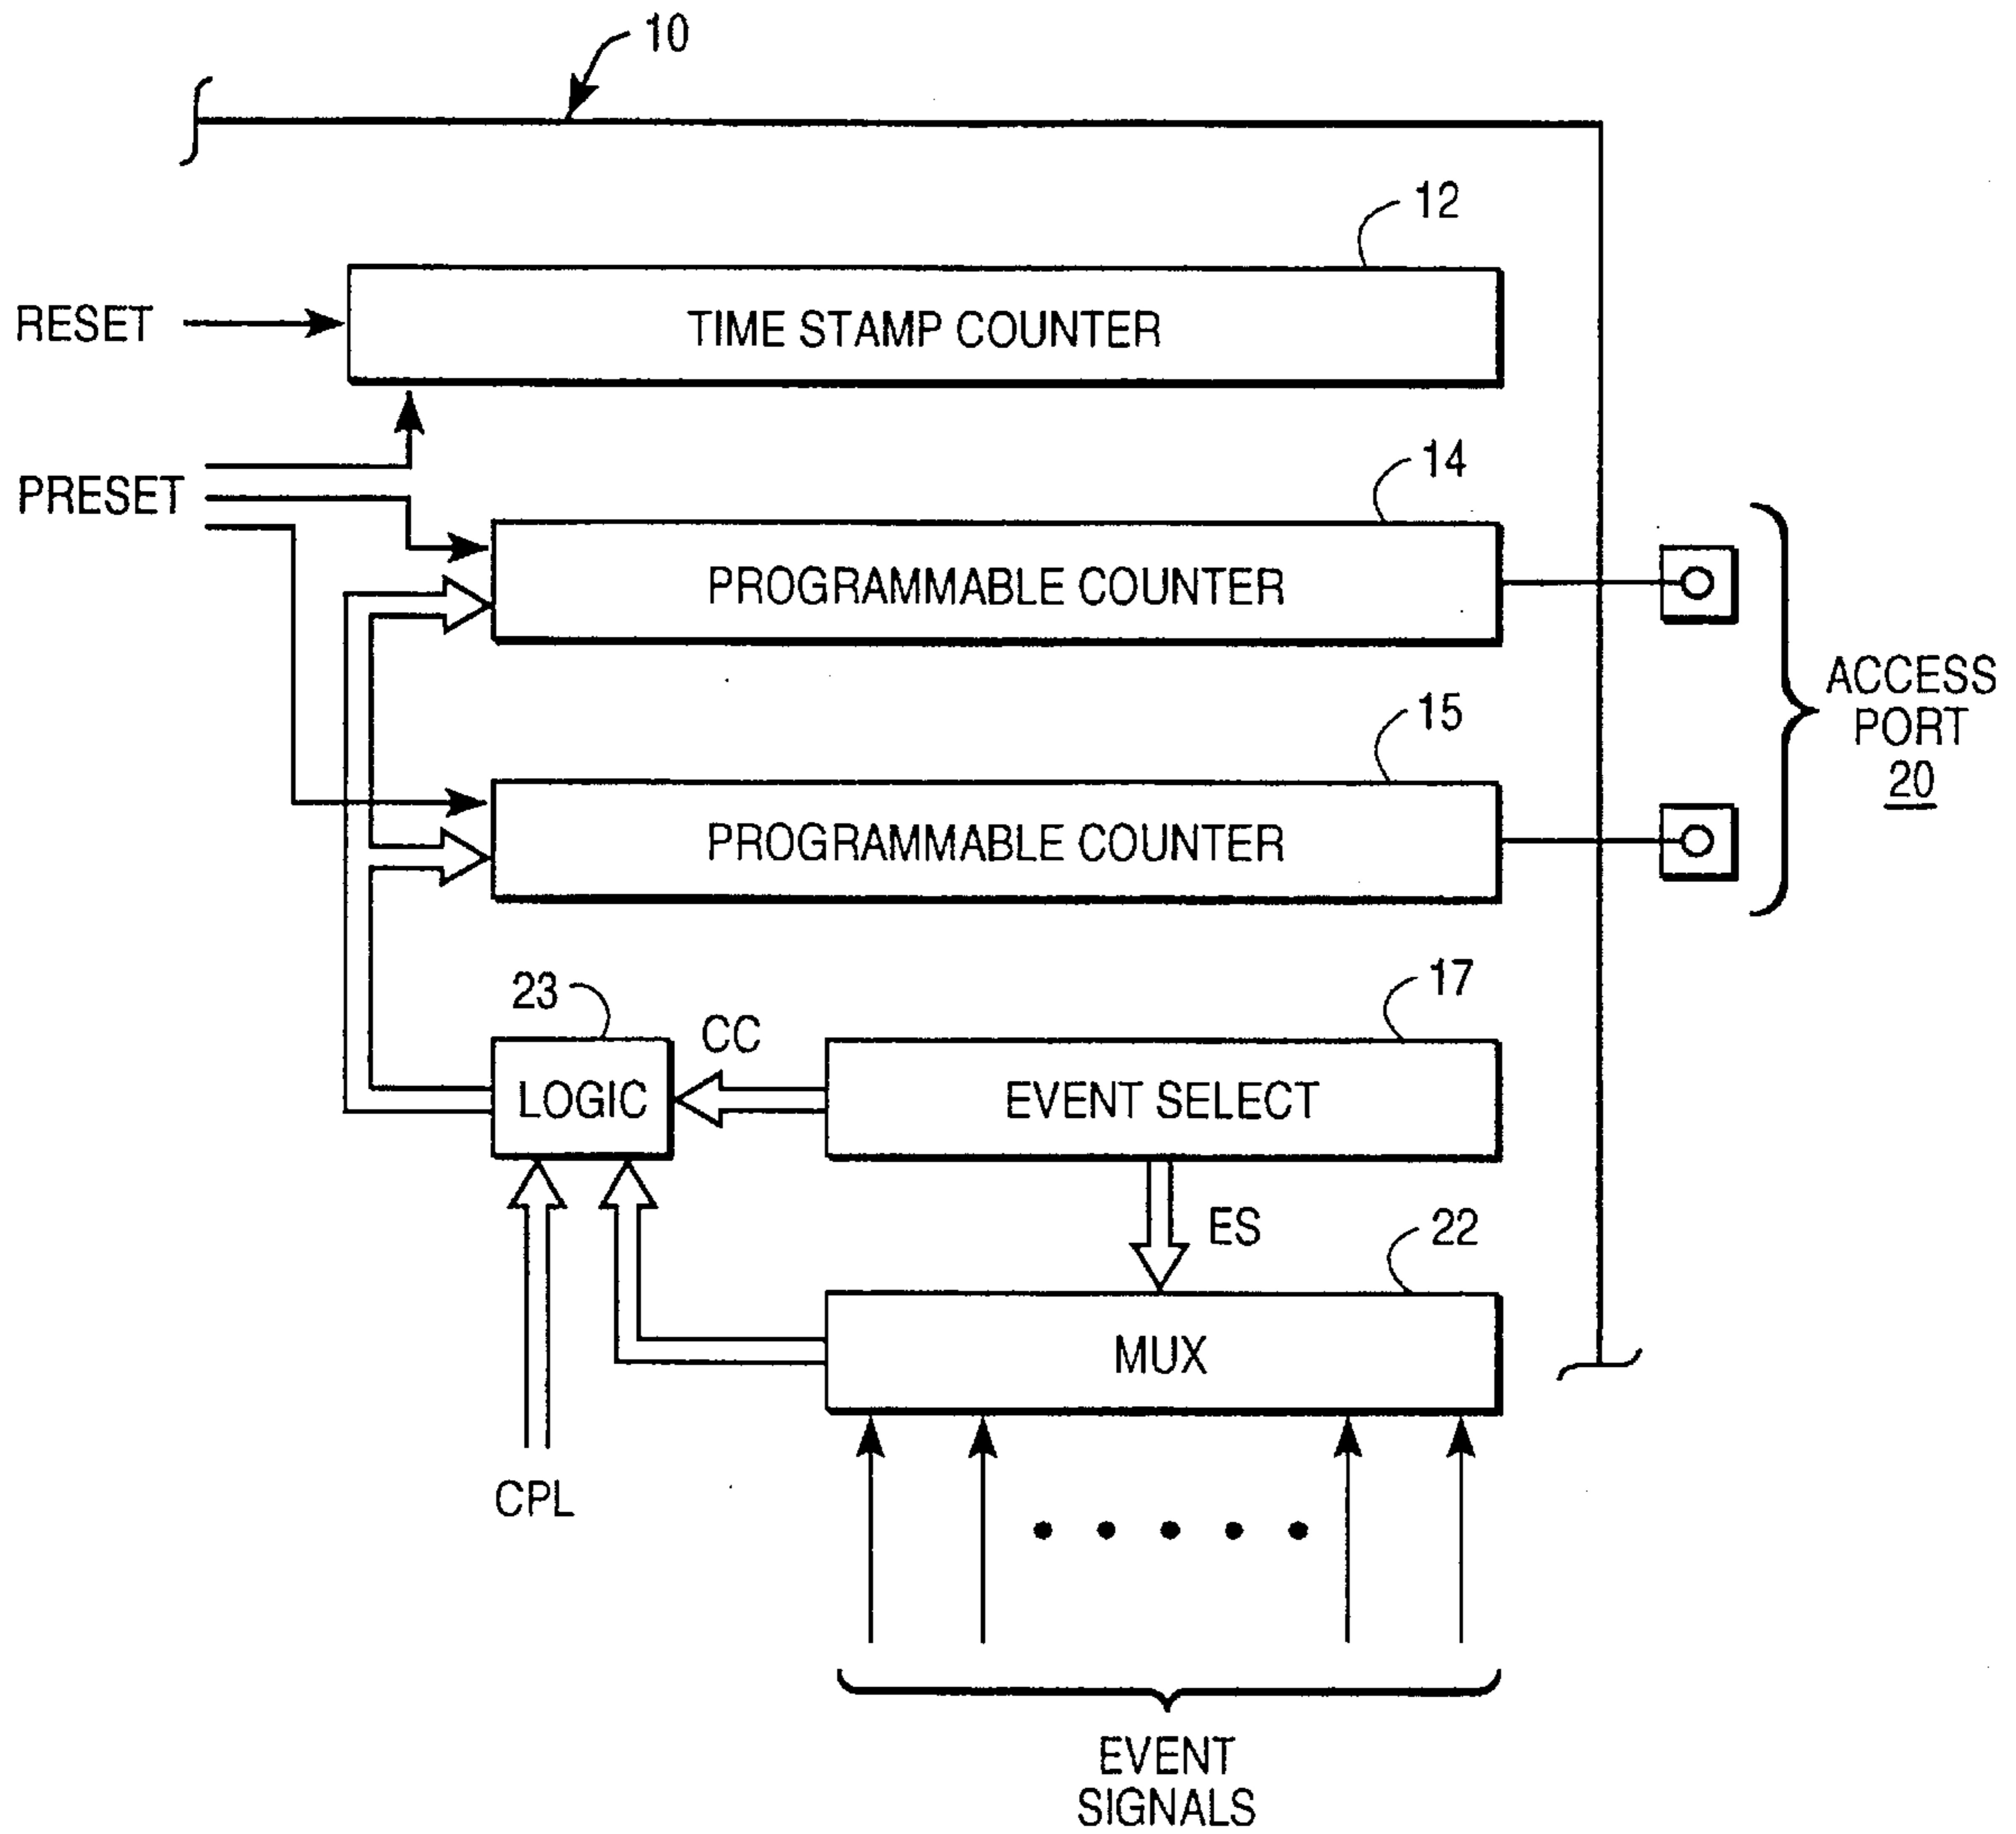 10
12
RESET
TIME STAMP COUNTER
14
PRESET
PROGRAMMABLE COUNTER
ACCESS
PORT
20
15
PROGRAMMABLE COUNTER
23
CC
17
LOGIC
EVENT SELECT
ES
22
MUX
CPL
EVENT
SIGNALS